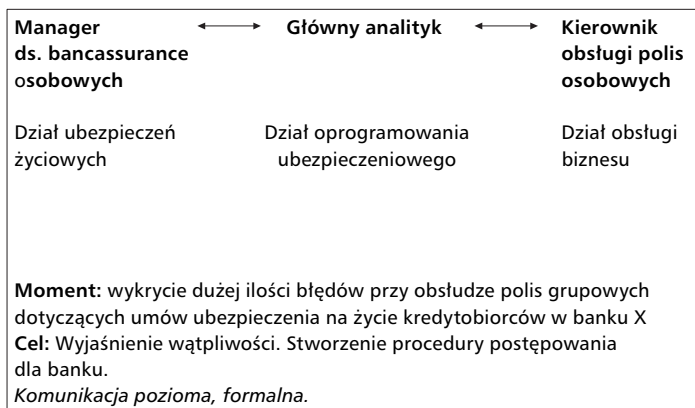 Manager ds. bancassurance osobowych
Główny analityk
Kierownik obsługi polis osobowych
Dział ubezpieczeń życiowych
Dział oprogramowania ubezpieczeniowego
Dział obsługi biznesu
Moment: wykrycie dużej ilości błędów przy obsłudze polis grupowych
dotyczących umów ubezpieczenia na życie kredytobiorców w banku X
Cel: Wyjaśnienie wątpliwości. Stworzenie procedury postępowania
dla banku.
Komunikacja pozioma, formalna.